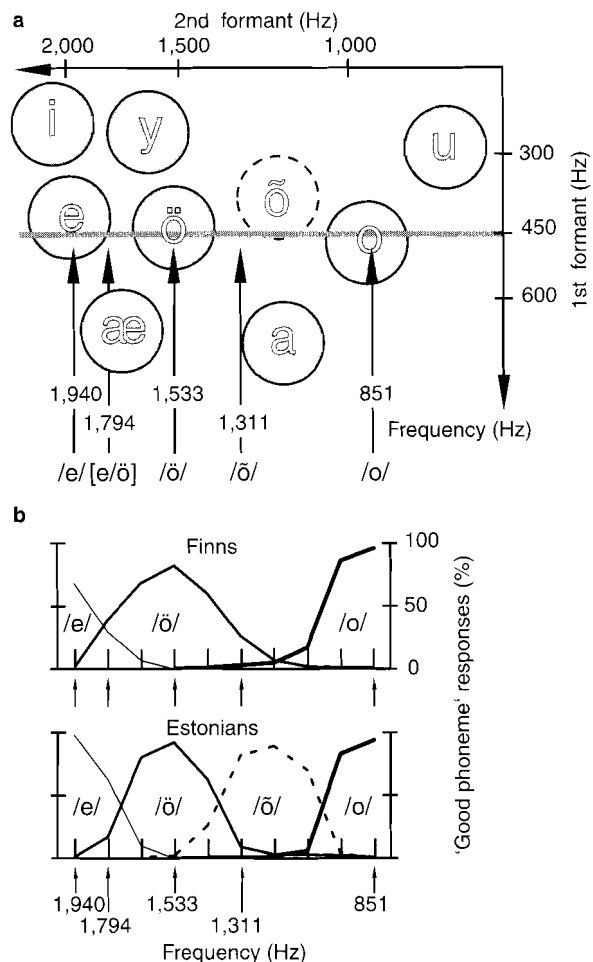 a
2nd formant (Hz)
2,000 1,500 1,000
i y u
300
e ö õ o
450
1st formant (Hz)
600
æ a
1,940 1,533 851
1,794 1,311
Frequency (Hz)
/e/ [e/ö] /ö/ /õ/ /o/
b
Finns
100
50
0
/e/ /ö/ /o/
'Good phoneme' responses (%)
Estonians
/e/ /ö/ /õ/ /o/
1,940 1,533 851
1,794 1,311
Frequency (Hz)